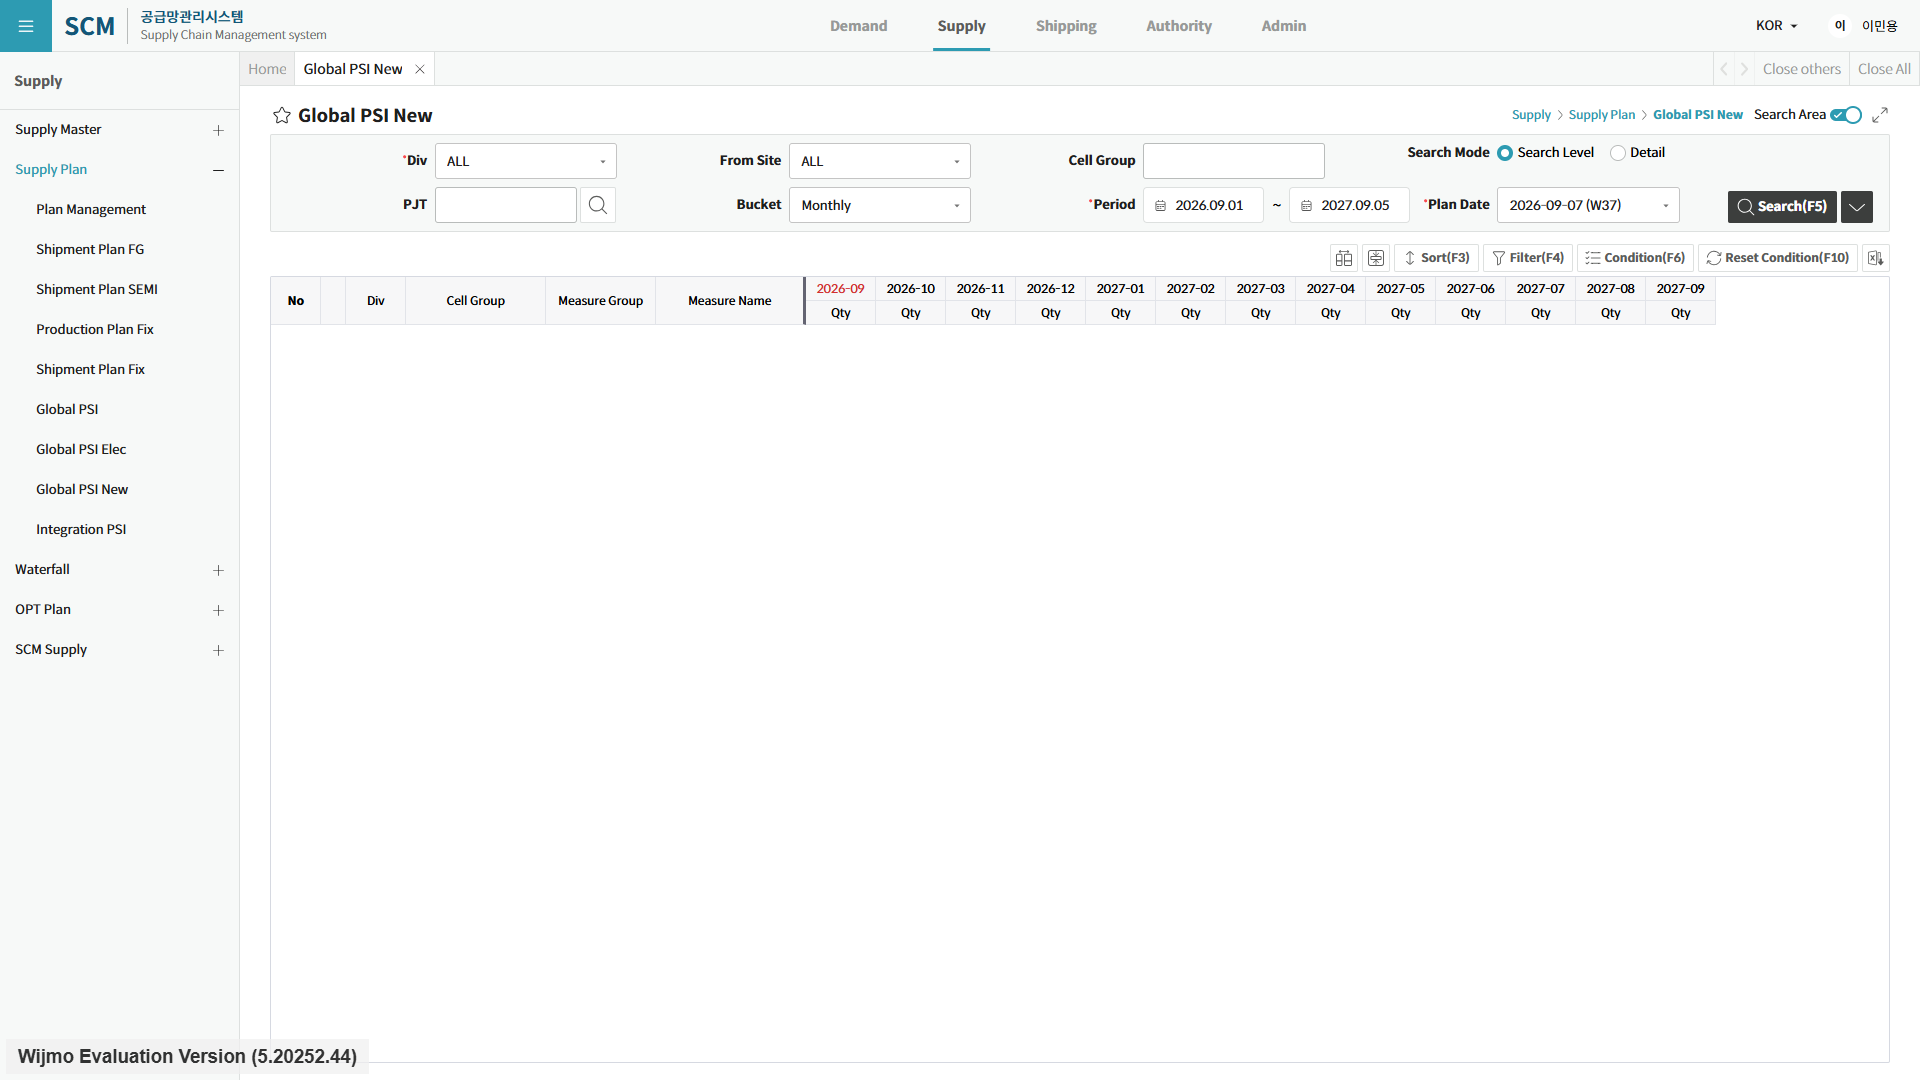 SCM 공급망관리시스템
Supply Chain Management system
Demand Supply Shipping Authority Admin
KOR 이 이민용
Supply
Home Global PSI New Close others Close All
Supply Master
Supply Plan
Plan Management
Shipment Plan FG
Shipment Plan SEMI
Production Plan Fix
Shipment Plan Fix
Global PSI
Global PSI Elec
Global PSI New
Integration PSI
Waterfall
OPT Plan
SCM Supply
Global PSI New
Supply > Supply Plan > Global PSI New Search Area
*Div ALL From Site ALL Cell Group Search Mode Search Level Detail
PJT Bucket Monthly *Period 2026.09.01 ~ 2027.09.05 *Plan Date 2026-09-07 (W37) Search(F5)
Sort(F3) Filter(F4) Condition(F6) Reset Condition(F10)
No Div Cell Group Measure Group Measure Name
2026-09 2026-10 2026-11 2026-12 2027-01 2027-02 2027-03 2027-04 2027-05 2027-06 2027-07 2027-08 2027-09
Qty Qty Qty Qty Qty Qty Qty Qty Qty Qty Qty Qty Qty
Wijmo Evaluation Version (5.20252.44)